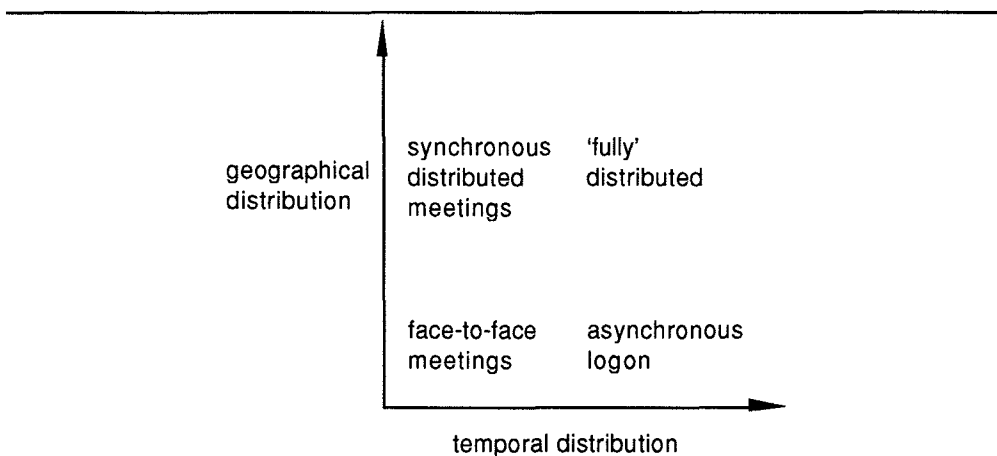 geographical
distribution
synchronous
distributed
meetings
'fully'
distributed
face-to-face
meetings
asynchronous
logon
temporal distribution